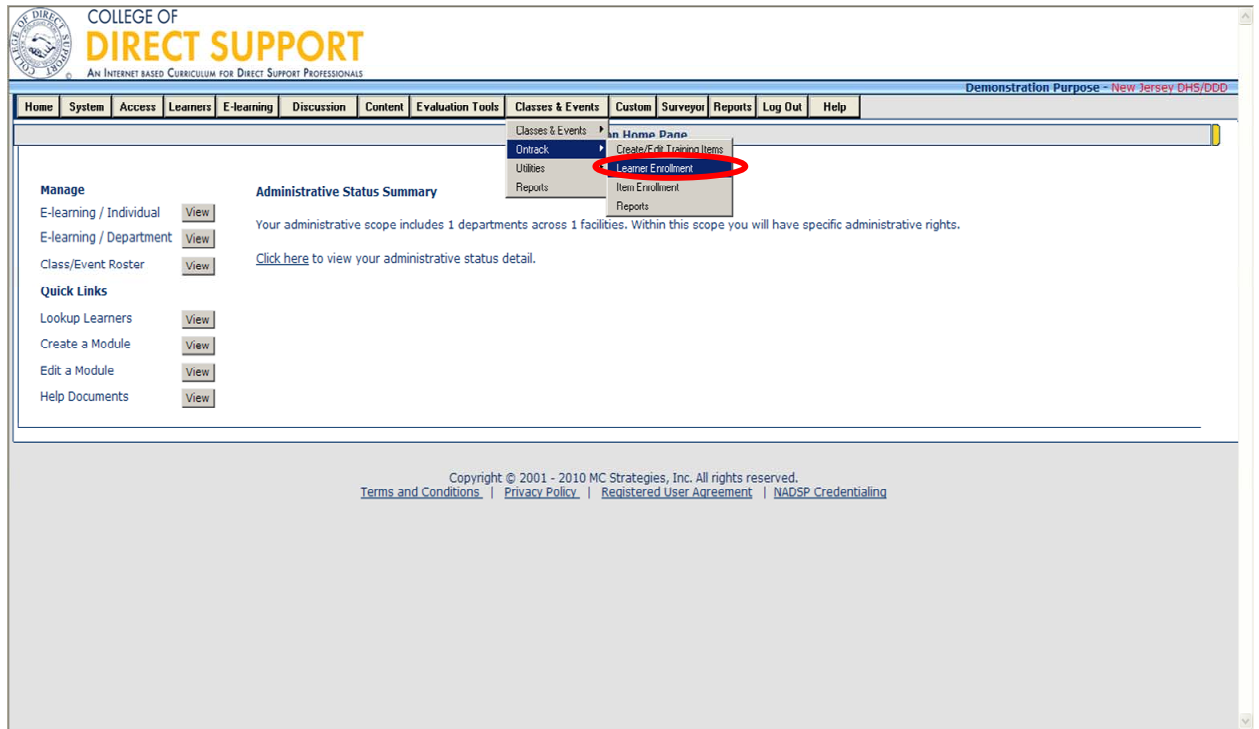 COLLEGE OF
DIRECT SUPPORT
AN INTERNET BASED CURRICULUM FOR DIRECT SUPPORT PROFESSIONALS
COLLEGE OF DIRECT SUPPORT
©
Demonstration Purpose - New Jersey DHS/DDD
Home System Access Learners E-learning Discussion Content Evaluation Tools Classes & Events Custom Surveyor Reports Log Out Help
Home Page
Classes & Events
Ontrack
Utilities
Reports
Create/Edit Training Items
Learner Enrollment
Item Enrollment
Reports
Manage
E-learning / Individual View
E-learning / Department View
Class/Event Roster View
Quick Links
Lookup Learners View
Create a Module View
Edit a Module View
Help Documents View
Administrative Status Summary
Your administrative scope includes 1 departments across 1 facilities. Within this scope you will have specific administrative rights.
Click here to view your administrative status detail.
Copyright © 2001 - 2010 MC Strategies, Inc. All rights reserved.
Terms and Conditions | Privacy Policy | Registered User Agreement | NADSP Credentialing